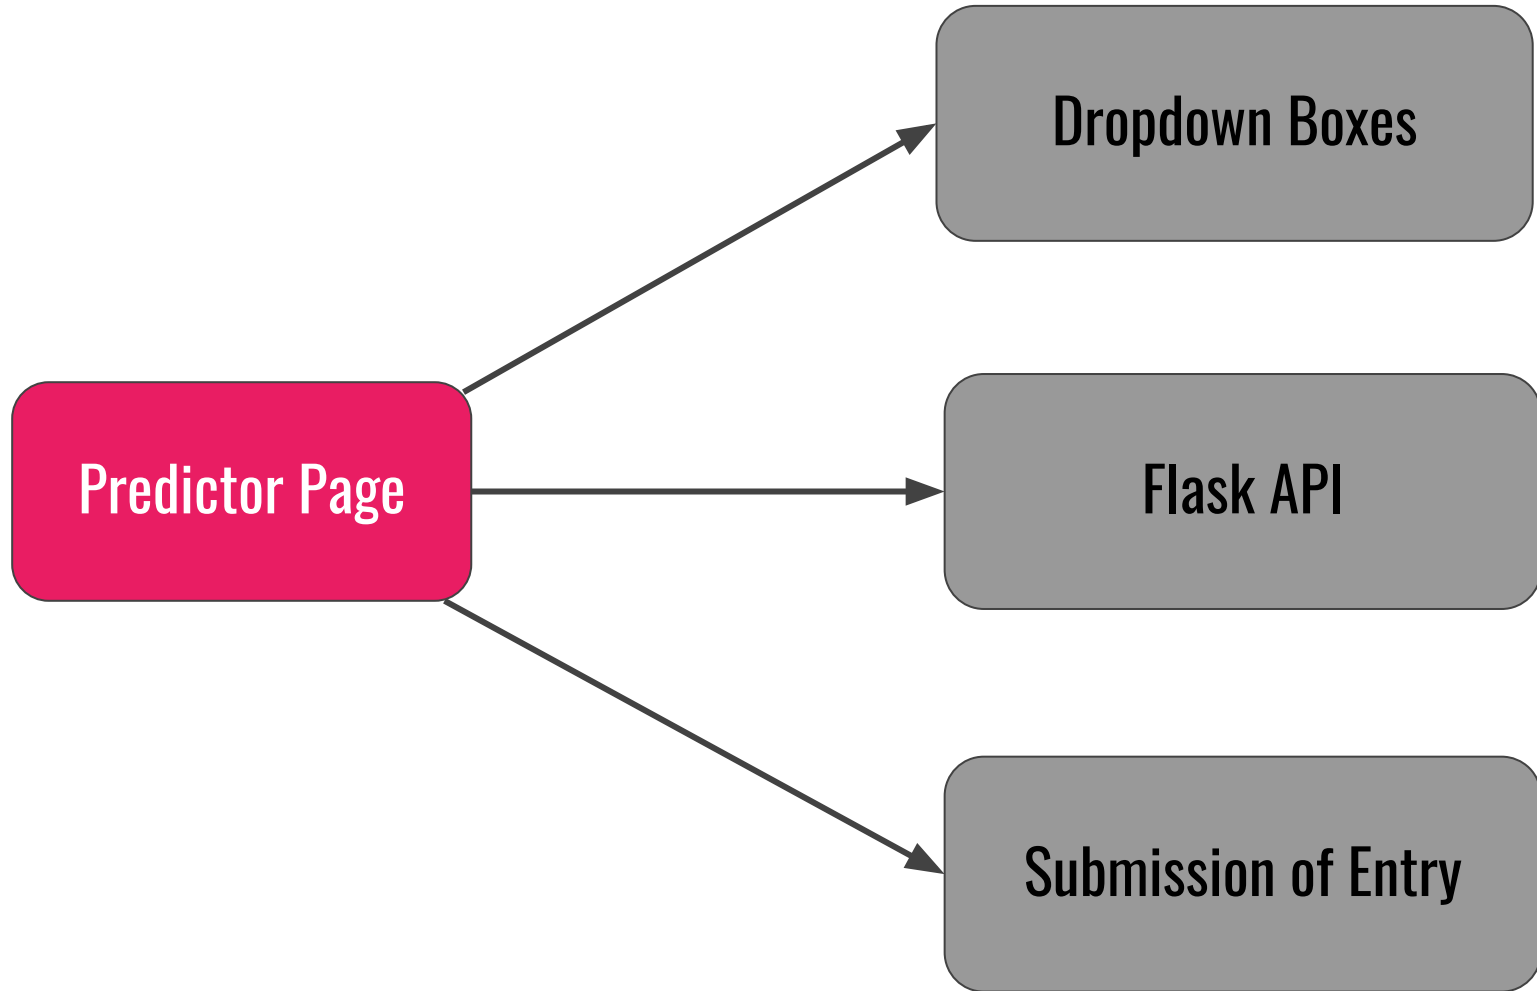 Dropdown Boxes
Predictor Page
Flask API
Submission of Entry